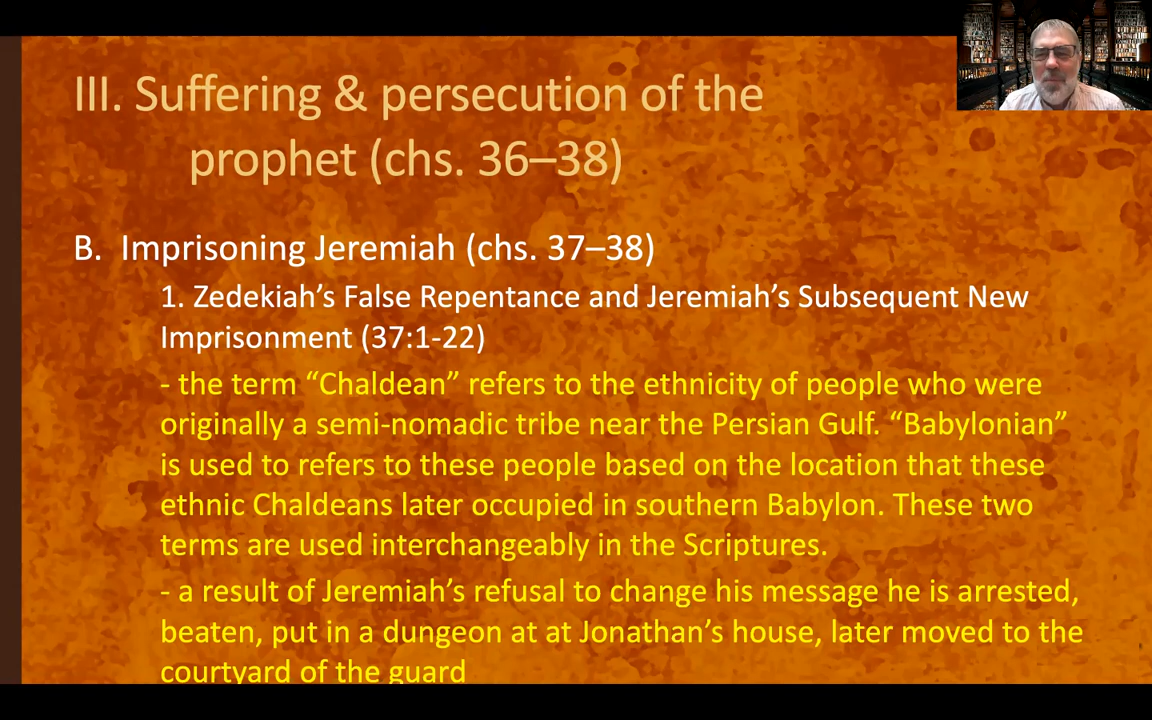 III. Suffering & persecution of the
prophet (chs. 36–38)
B. Imprisoning Jeremiah (chs. 37–38)
1. Zedekiah’s False Repentance and Jeremiah’s Subsequent New
Imprisonment (37:1-22)
- the term “Chaldean” refers to the ethnicity of people who were
originally a semi-nomadic tribe near the Persian Gulf. “Babylonian”
is used to refers to these people based on the location that these
ethnic Chaldeans later occupied in southern Babylon. These two
terms are used interchangeably in the Scriptures.
- a result of Jeremiah’s refusal to change his message he is arrested,
beaten, put in a dungeon at at Jonathan’s house, later moved to the
courtyard of the guard